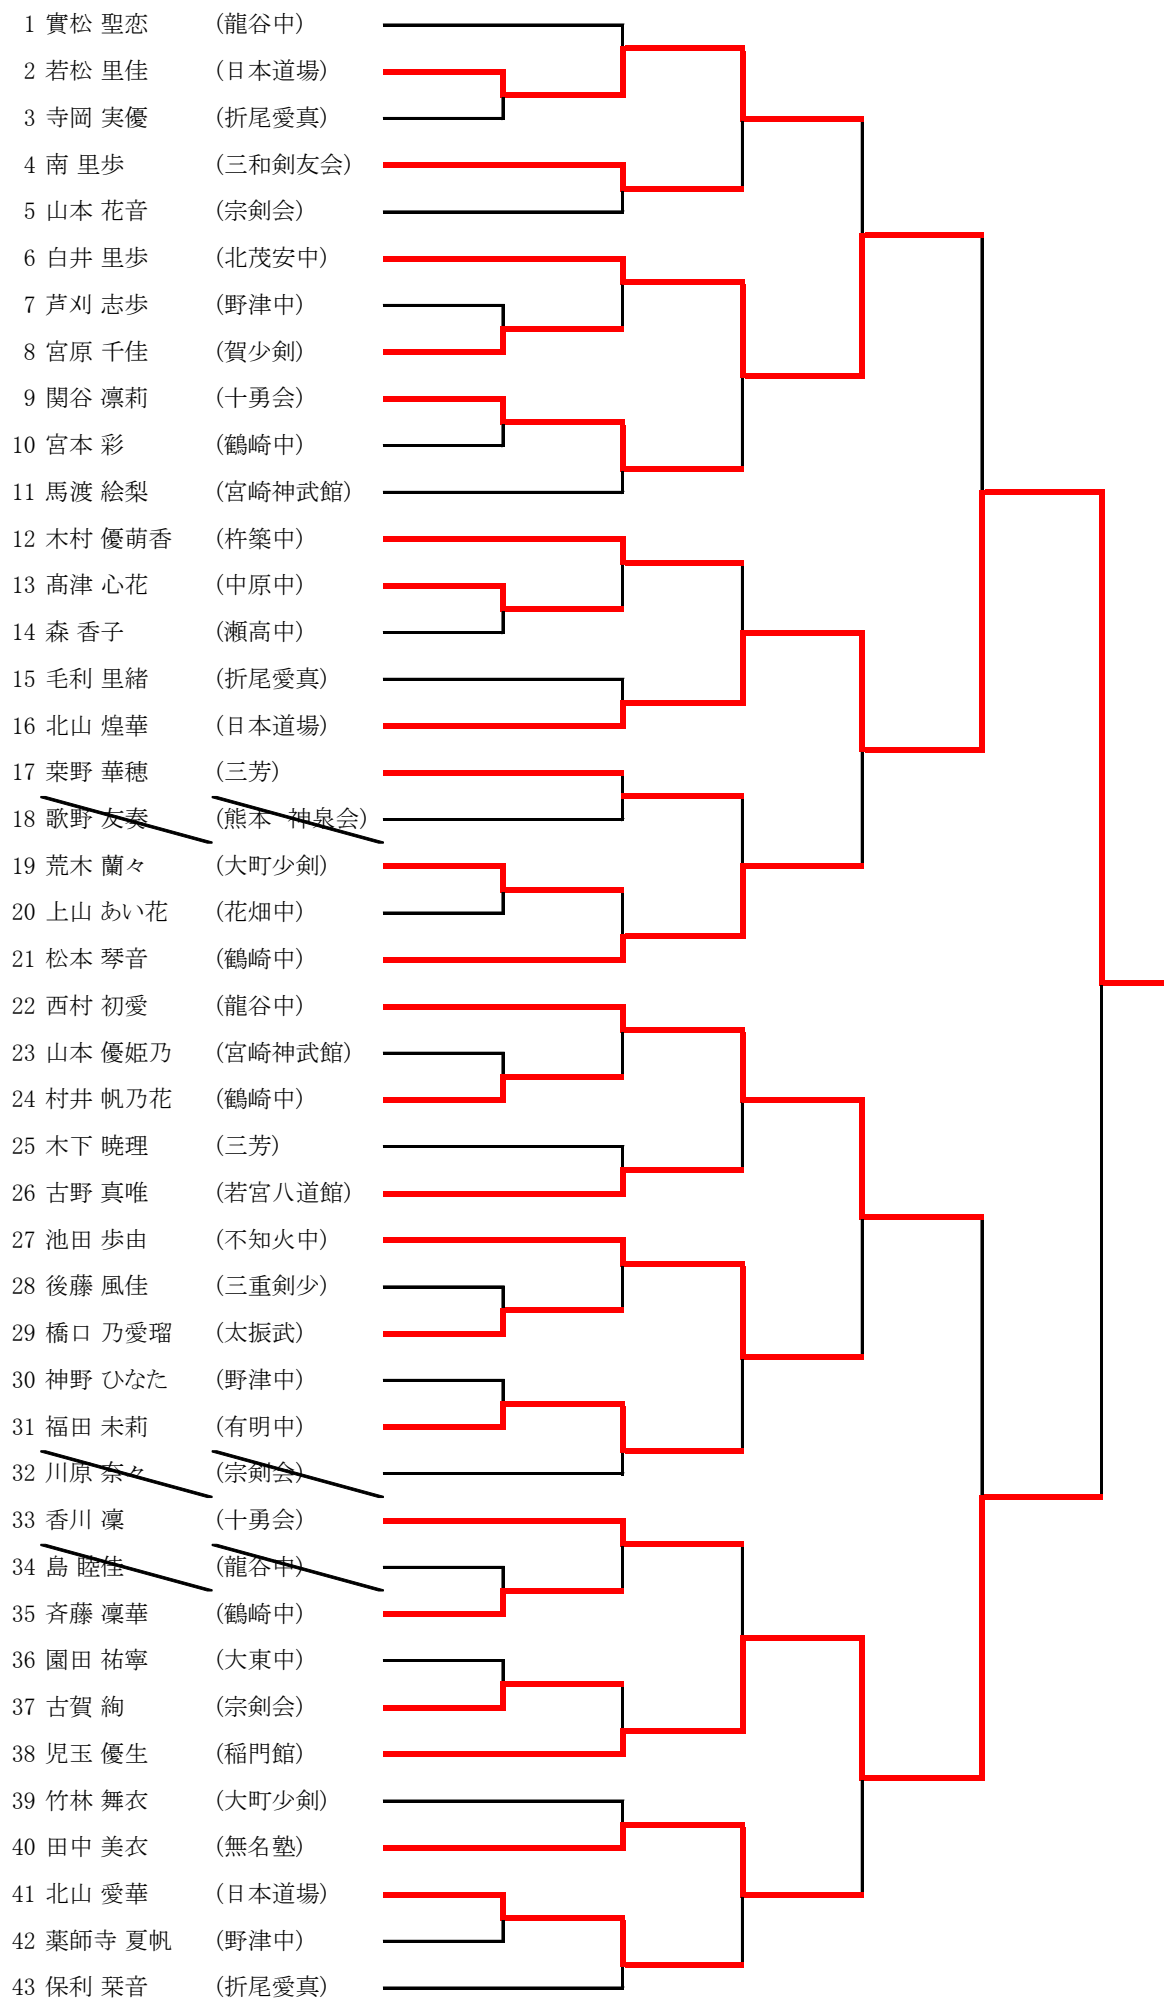 1 實松 聖恋 (龍谷中)
2 若松 里佳 (日本道場)
3 寺岡 実優 (折尾愛真)
4 南 里歩 (三和剣友会)
5 山本 花音 (宗剣会)
6 白井 里歩 (北茂安中)
7 芦刈 志歩 (野津中)
8 宮原 千佳 (賀少剣)
9 関谷 凛莉 (十勇会)
10 宮本 彩 (鶴崎中)
11 馬渡 絵梨 (宮崎神武館)
12 木村 優萌香 (杵築中)
13 髙津 心花 (中原中)
14 森 香子 (瀬高中)
15 毛利 里緒 (折尾愛真)
16 北山 煌華 (日本道場)
17 桒野 華穂 (三芳)
18 歌野 友奏 (熊本 神泉会)
19 荒木 蘭々 (大町少剣)
20 上山 あい花 (花畑中)
21 松本 琴音 (鶴崎中)
22 西村 初愛 (龍谷中)
23 山本 優姫乃 (宮崎神武館)
24 村井 帆乃花 (鶴崎中)
25 木下 暁理 (三芳)
26 古野 真唯 (若宮八道館)
27 池田 歩由 (不知火中)
28 後藤 風佳 (三重剣少)
29 橋口 乃愛瑠 (太振武)
30 神野 ひなた (野津中)
31 福田 未莉 (有明中)
32 川原 奈々 (宗剣会)
33 香川 凜 (十勇会)
34 島 睦佳 (龍谷中)
35 斉藤 凜華 (鶴崎中)
36 園田 祐寧 (大東中)
37 古賀 絢 (宗剣会)
38 児玉 優生 (稲門館)
39 竹林 舞衣 (大町少剣)
40 田中 美衣 (無名塾)
41 北山 愛華 (日本道場)
42 薬師寺 夏帆 (野津中)
43 保利 栞音 (折尾愛真)